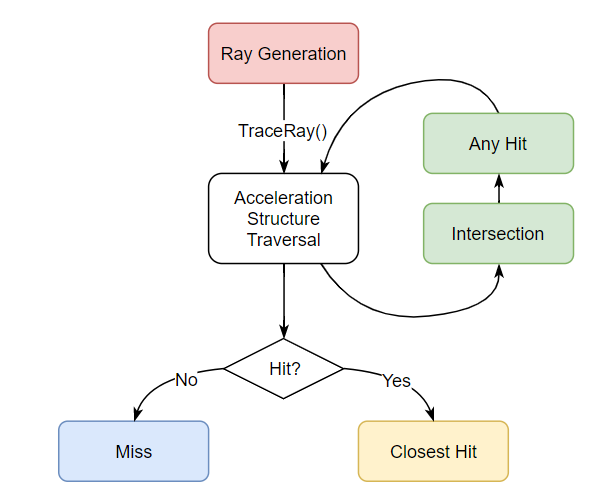 Ray Generation
TraceRay()
Any Hit
Acceleration
Structure
Traversal
Intersection
Hit?
No
Yes
Miss
Closest Hit